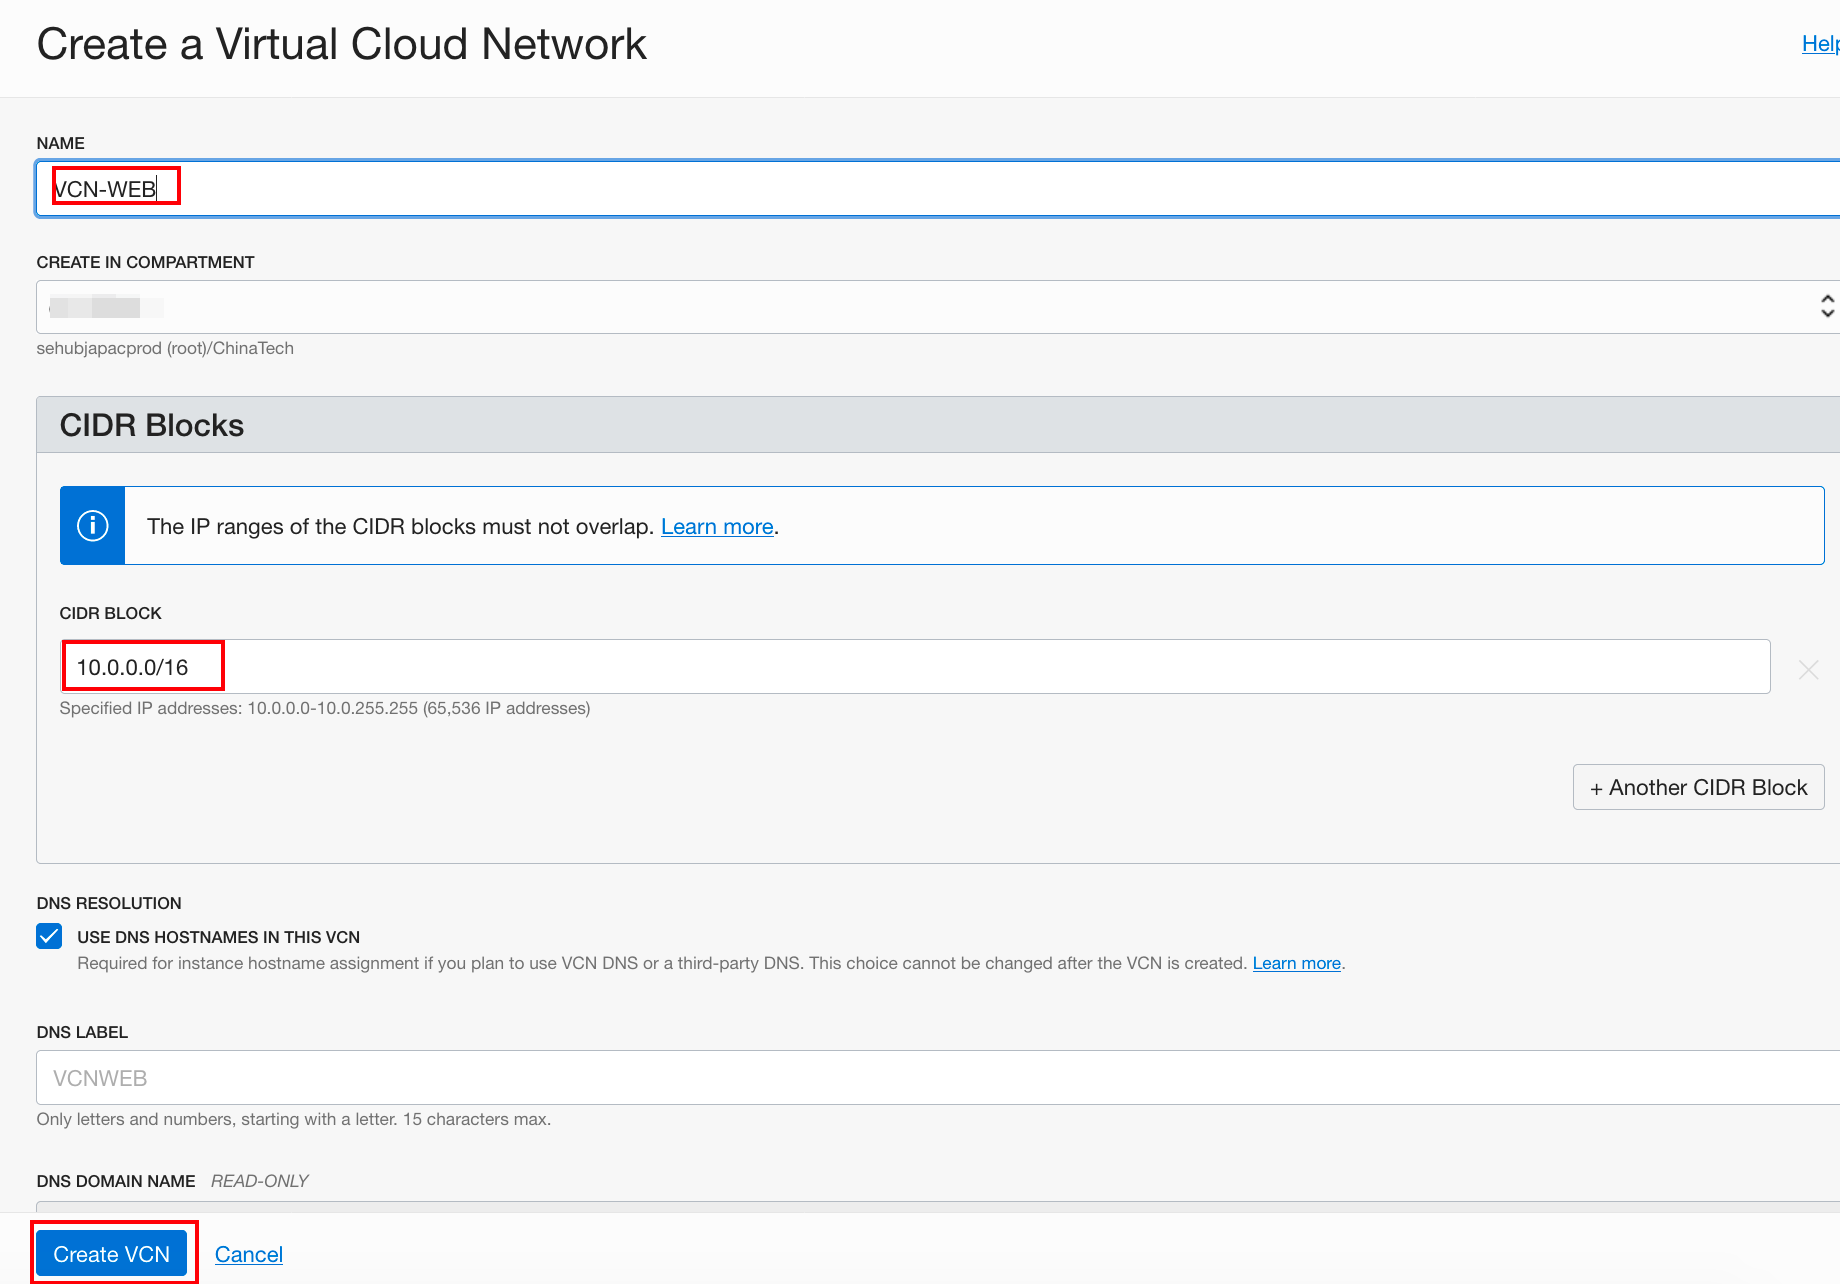 Create a Virtual Cloud Network
Help
NAME
VCN-WEB
CREATE IN COMPARTMENT
sehubjapacprod (root)/ChinaTech
CIDR Blocks
The IP ranges of the CIDR blocks must not overlap. Learn more.
CIDR BLOCK
10.0.0.0/16
Specified IP addresses: 10.0.0.0-10.0.255.255 (65,536 IP addresses)
+ Another CIDR Block
DNS RESOLUTION
USE DNS HOSTNAMES IN THIS VCN
Required for instance hostname assignment if you plan to use VCN DNS or a third-party DNS. This choice cannot be changed after the VCN is created. Learn more.
DNS LABEL
VCNWEB
Only letters and numbers, starting with a letter. 15 characters max.
DNS DOMAIN NAME READ-ONLY
Create VCN Cancel